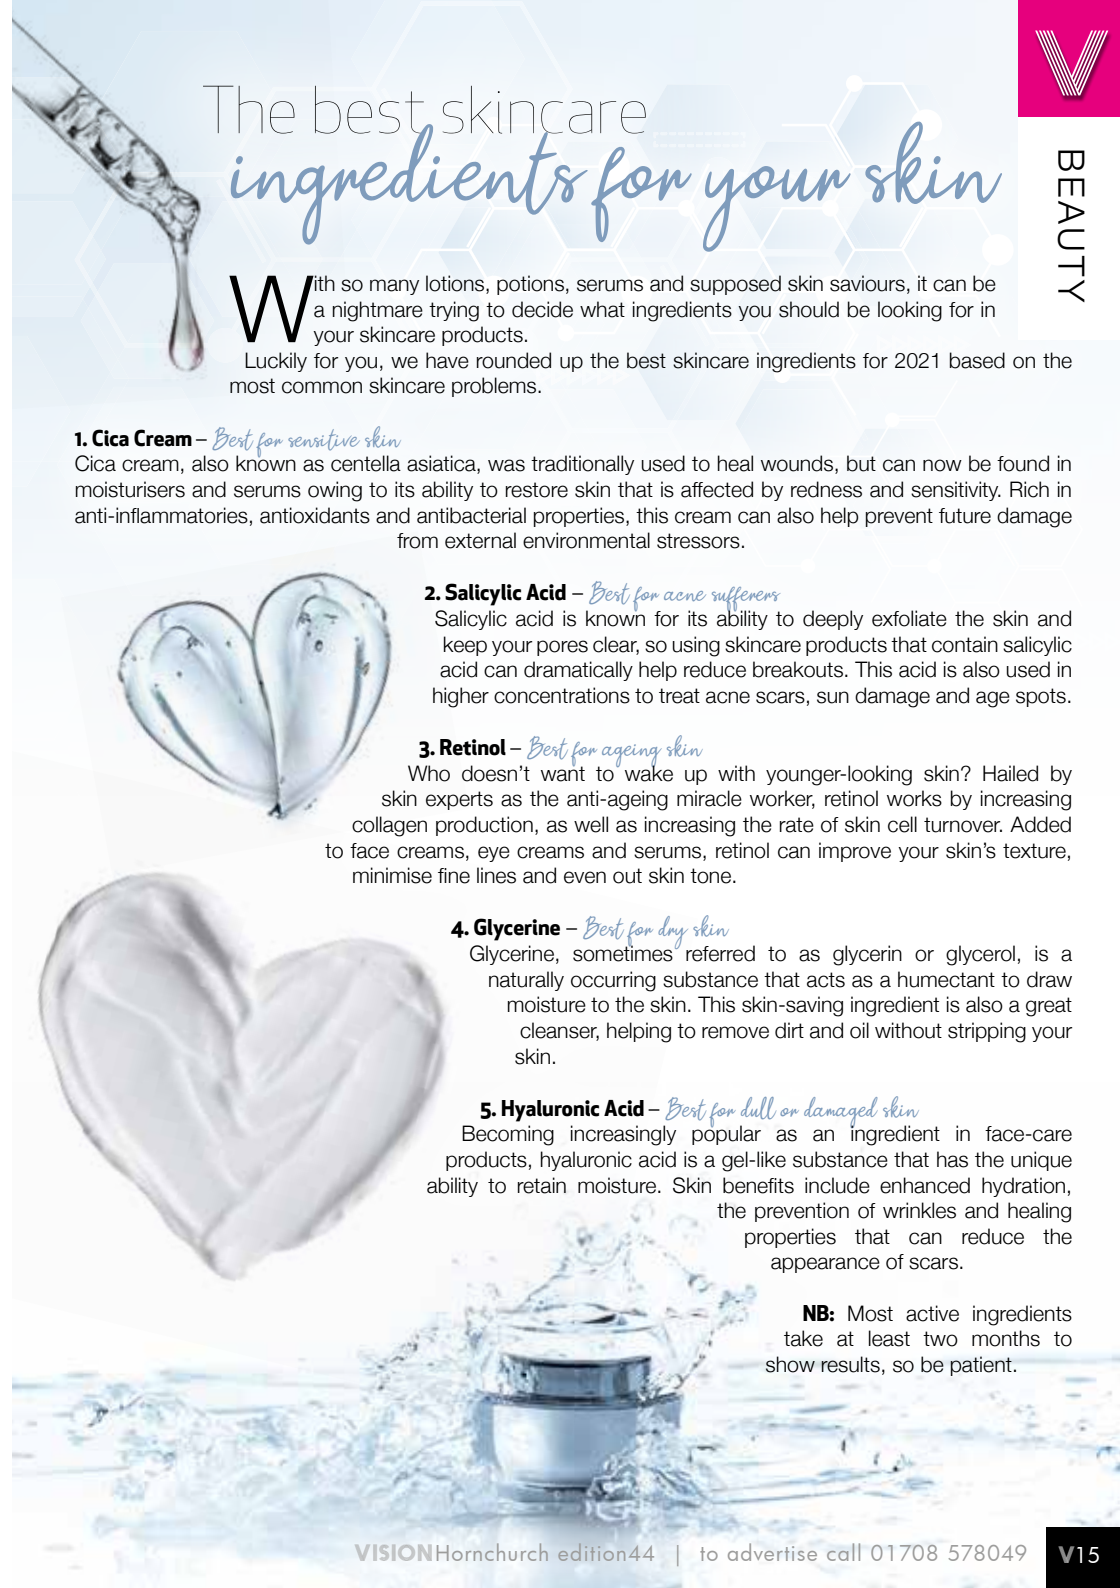 The best skincare
ingredients for your skin
V
BEAUTY
With so many lotions, potions, serums and supposed skin saviours, it can be
a nightmare trying to decide what ingredients you should be looking for in
your skincare products.
Luckily for you, we have rounded up the best skincare ingredients for 2021 based on the
most common skincare problems.
1. Cica Cream – Best for sensitive skin
Cica cream, also known as centella asiatica, was traditionally used to heal wounds, but can now be found in
moisturisers and serums owing to its ability to restore skin that is affected by redness and sensitivity. Rich in
anti-inflammatories, antioxidants and antibacterial properties, this cream can also help prevent future damage
from external environmental stressors.
2. Salicylic Acid – Best for acne sufferers
Salicylic acid is known for its ability to deeply exfoliate the skin and
keep your pores clear, so using skincare products that contain salicylic
acid can dramatically help reduce breakouts. This acid is also used in
higher concentrations to treat acne scars, sun damage and age spots.
3. Retinol – Best for ageing skin
Who doesn’t want to wake up with younger-looking skin? Hailed by
skin experts as the anti-ageing miracle worker, retinol works by increasing
collagen production, as well as increasing the rate of skin cell turnover. Added
to face creams, eye creams and serums, retinol can improve your skin’s texture,
minimise fine lines and even out skin tone.
4. Glycerine – Best for dry skin
Glycerine, sometimes referred to as glycerin or glycerol, is a
naturally occurring substance that acts as a humectant to draw
moisture to the skin. This skin-saving ingredient is also a great
cleanser, helping to remove dirt and oil without stripping your
skin.
5. Hyaluronic Acid – Best for dull or damaged skin
Becoming increasingly popular as an ingredient in face-care
products, hyaluronic acid is a gel-like substance that has the unique
ability to retain moisture. Skin benefits include enhanced hydration,
the prevention of wrinkles and healing
properties that can reduce the
appearance of scars.
NB: Most active ingredients
take at least two months to
show results, so be patient.
VISIONHornchurch edition44 | to advertise call 01708 578049
V15